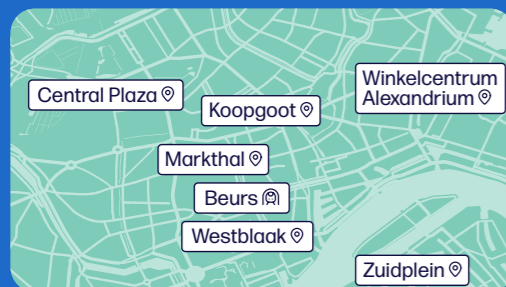 Winkelcentrum
Alexandrium
Central Plaza
Koopgoot
Markthal
Beurs
Westblaak
Zuidplein